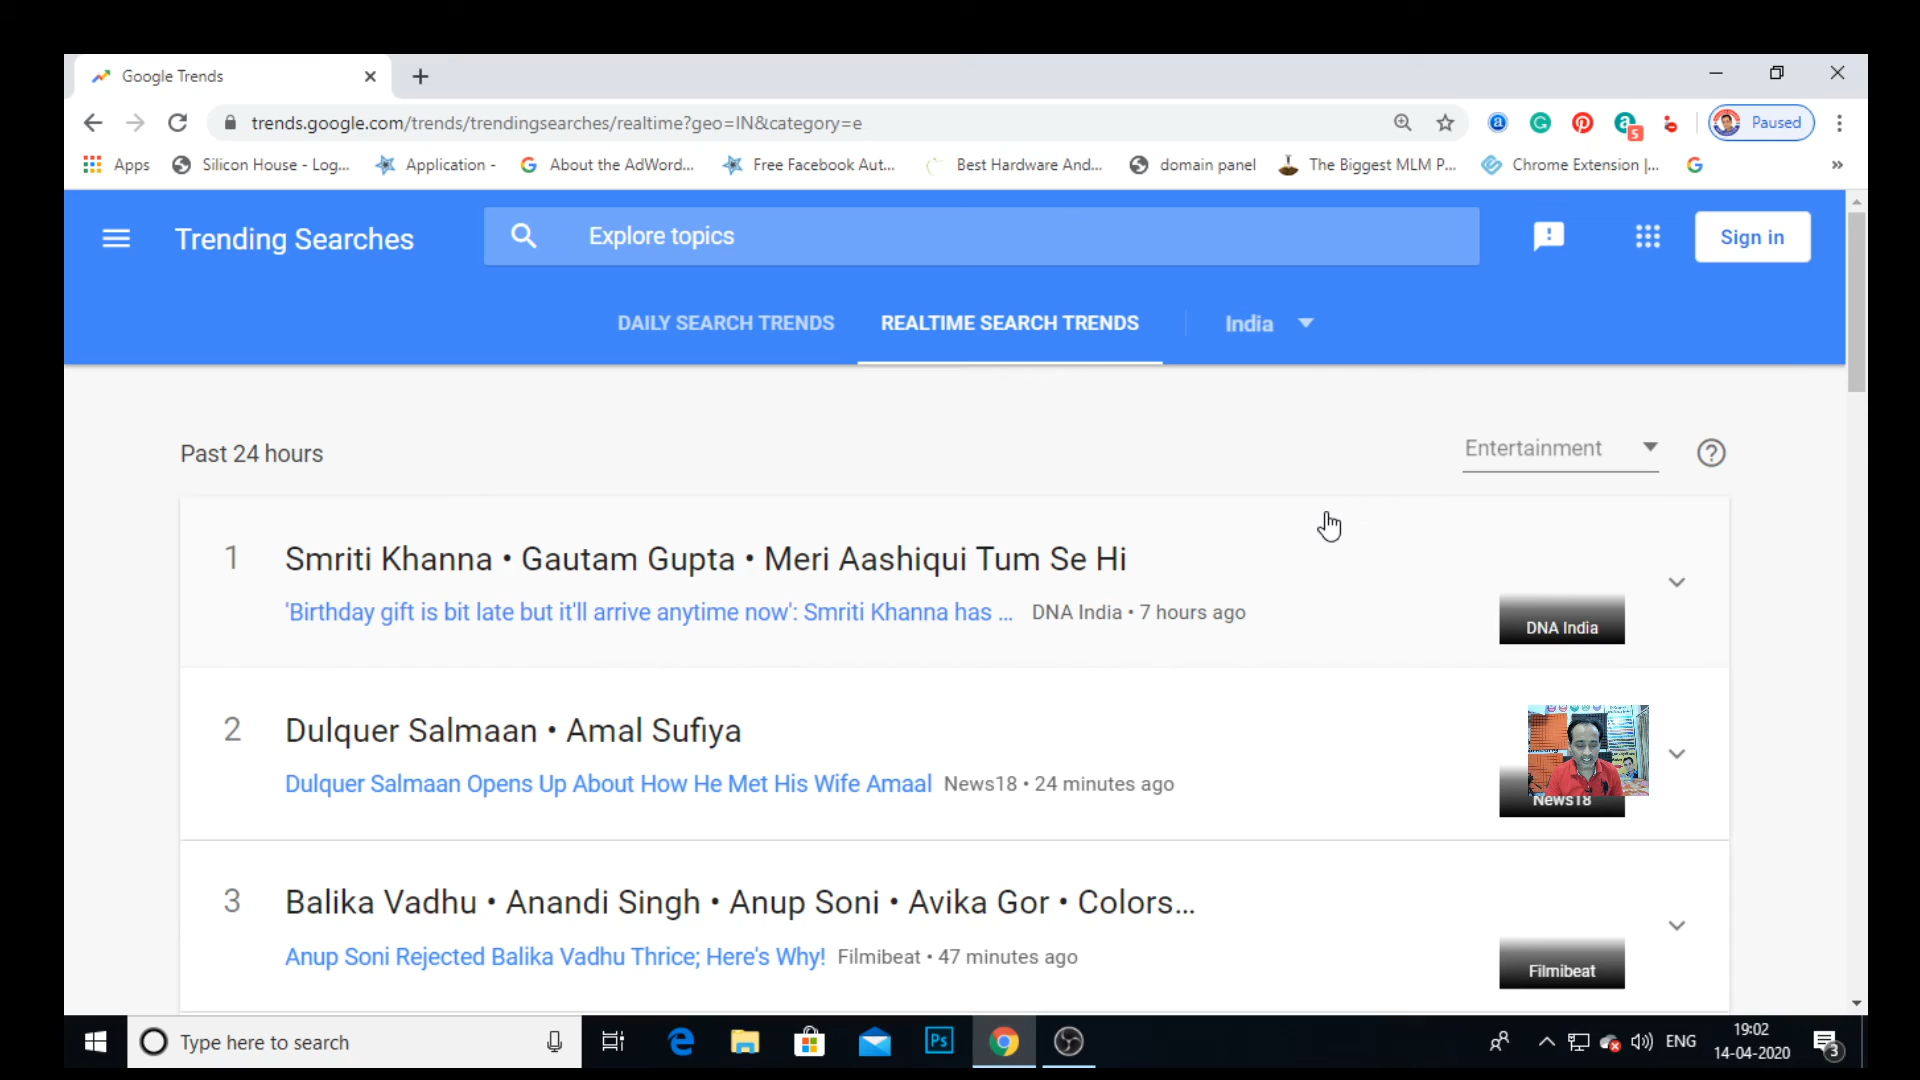 Google Trends
trends.google.com/trends/trendingsearches/realtime?geo=IN&category=e
5
Paused
Apps
Silicon House - Log...
Application -
About the AdWord...
Free Facebook Aut...
Best Hardware And...
domain panel
The Biggest MLM P...
Chrome Extension |...
Trending Searches
Explore topics
Sign in
DAILY SEARCH TRENDS
REALTIME SEARCH TRENDS
India
Past 24 hours
Entertainment
1
Smriti Khanna • Gautam Gupta • Meri Aashiqui Tum Se Hi
'Birthday gift is bit late but it'll arrive anytime now': Smriti Khanna has ... DNA India • 7 hours ago
DNA India
2
Dulquer Salmaan • Amal Sufiya
Dulquer Salmaan Opens Up About How He Met His Wife Amaal News18 • 24 minutes ago
News18
3
Balika Vadhu • Anandi Singh • Anup Soni • Avika Gor • Colors...
Anup Soni Rejected Balika Vadhu Thrice; Here's Why! Filmibeat • 47 minutes ago
Filmibeat
Type here to search
Ps
ENG
19:02
14-04-2020
3